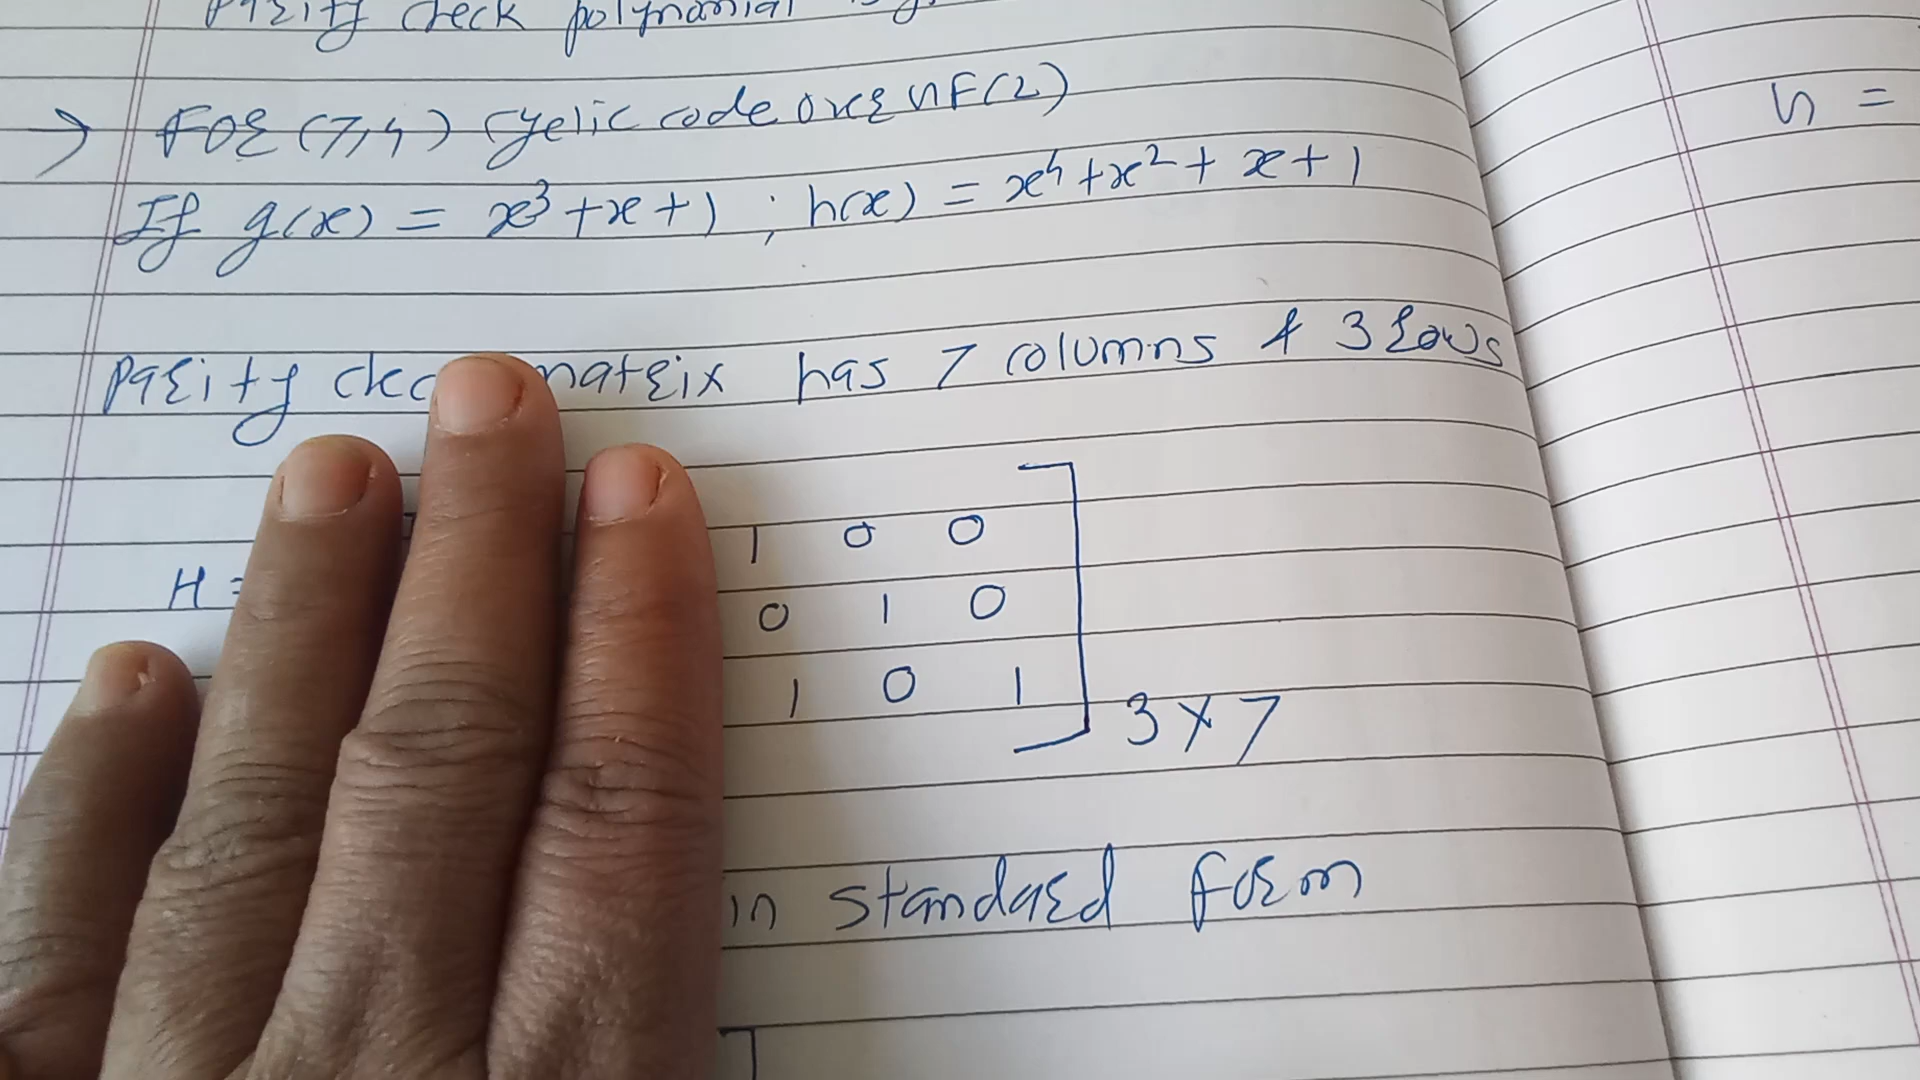 Parity check polynomial
→ For (7,4) cyclic code over GF(2)
If g(x) = x³+x+1 ; h(x) = x⁴+x²+x+1
n =
Parity matrix has 7 columns & 3 rows
1 0 0
H = 0 1 0
1 0 1
3×7
in standard form